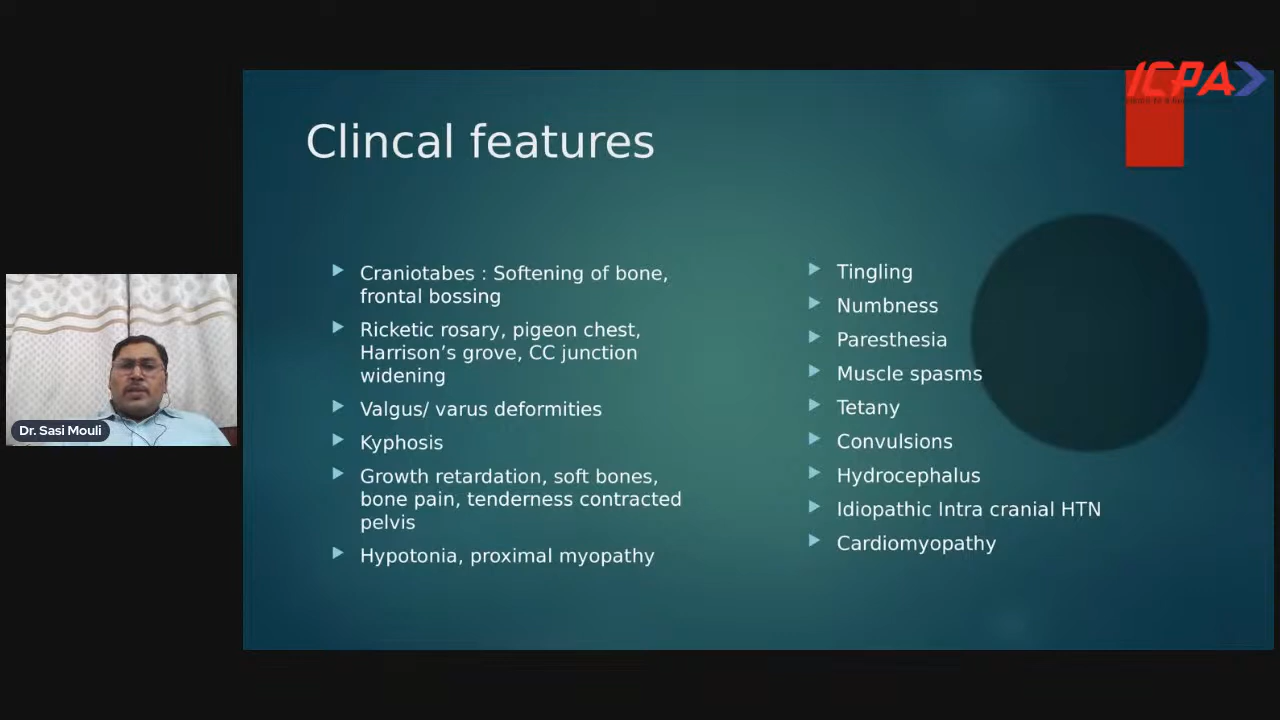 ICPA
Clincal features
Craniotabes : Softening of bone,
frontal bossing
Ricketic rosary, pigeon chest,
Harrison’s grove, CC junction
widening
Valgus/ varus deformities
Kyphosis
Growth retardation, soft bones,
bone pain, tenderness contracted
pelvis
Hypotonia, proximal myopathy
Tingling
Numbness
Paresthesia
Muscle spasms
Tetany
Convulsions
Hydrocephalus
Idiopathic Intra cranial HTN
Cardiomyopathy
Dr. Sasi Mouli